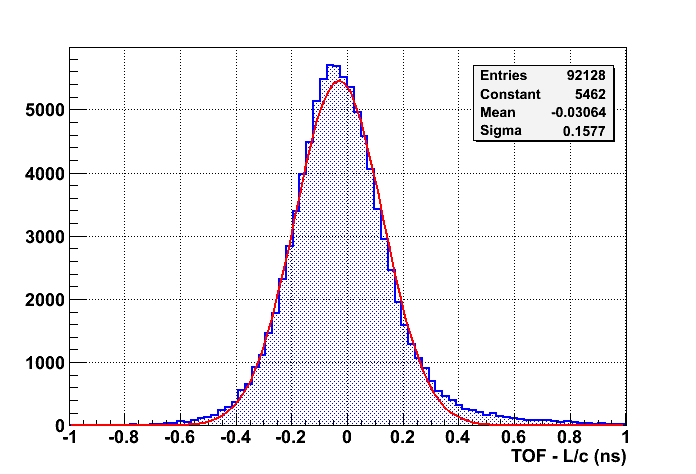 Entries 92128
Constant 5462
Mean -0.03064
Sigma 0.1577
5000
4000
3000
2000
1000
0
-1 -0.8 -0.6 -0.4 -0.2 0 0.2 0.4 0.6 0.8 1
TOF - L/c (ns)